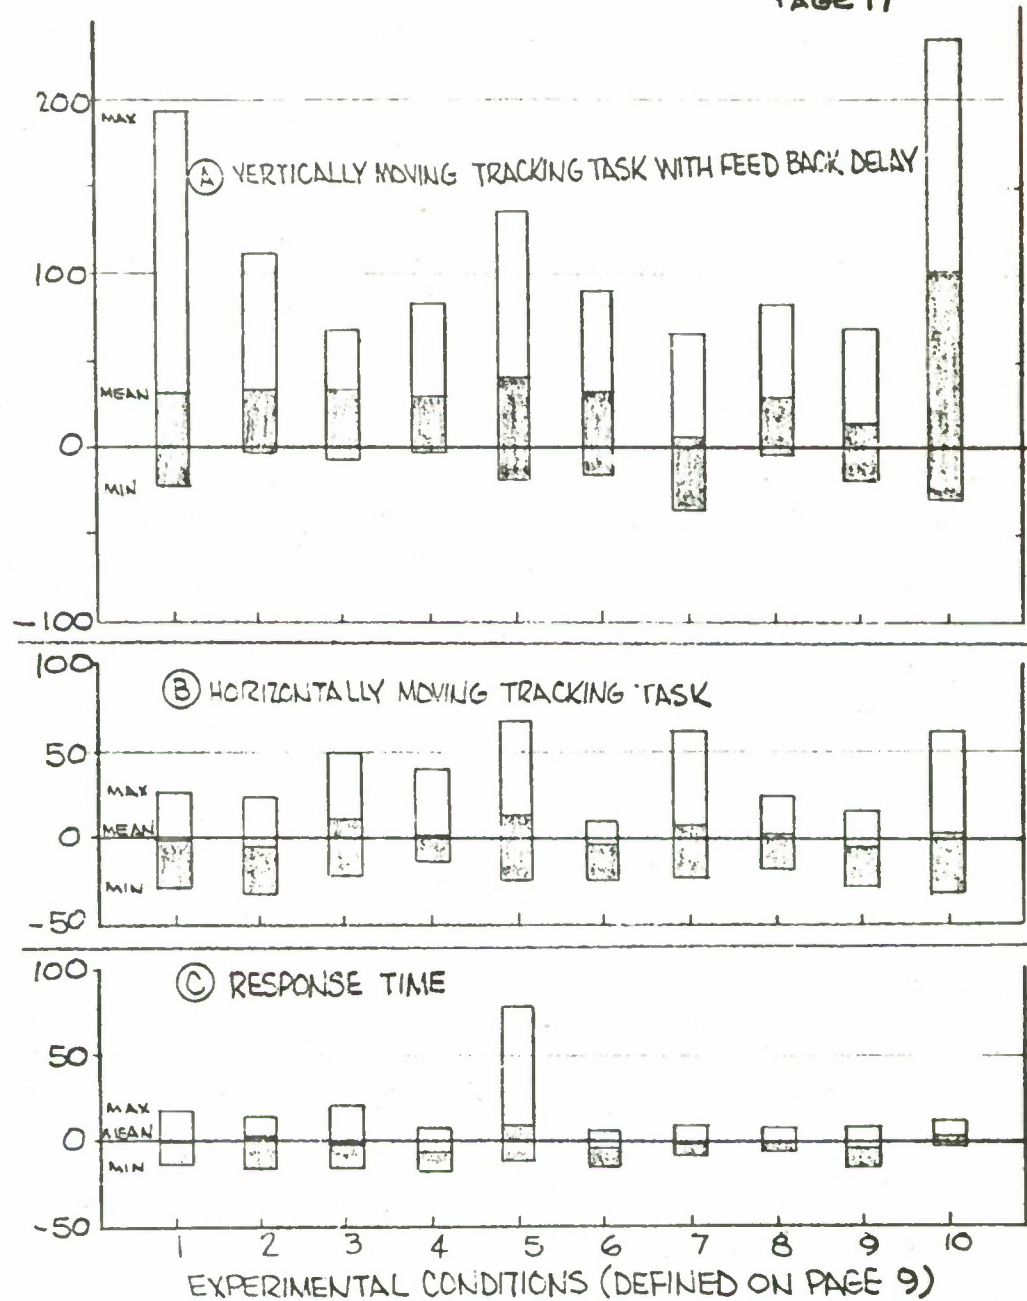 PAGE 17
200
MAX
Ⓐ VERTICALLY MOVING TRACKING TASK WITH FEED BACK DELAY
100
MEAN
0
MIN
-100
100
Ⓑ HORIZONTALLY MOVING TRACKING TASK
50
MAX
MEAN
0
MIN
-50
100
Ⓒ RESPONSE TIME
50
MAX
MEAN
0
MIN
-50
1 2 3 4 5 6 7 8 9 10
EXPERIMENTAL CONDITIONS (DEFINED ON PAGE 9)